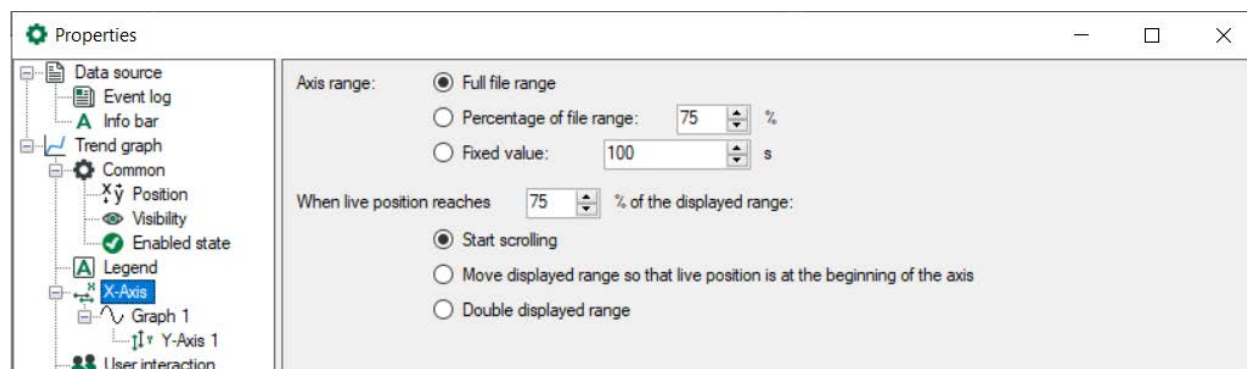 Properties
Data source
Event log
A Info bar
Trend graph
Common
Position
Visibility
Enabled state
A Legend
X-Axis
Graph 1
Y-Axis 1
User interaction
Axis range: Full file range
Percentage of file range: 75 %
Fixed value: 100 s
When live position reaches 75 % of the displayed range:
Start scrolling
Move displayed range so that live position is at the beginning of the axis
Double displayed range